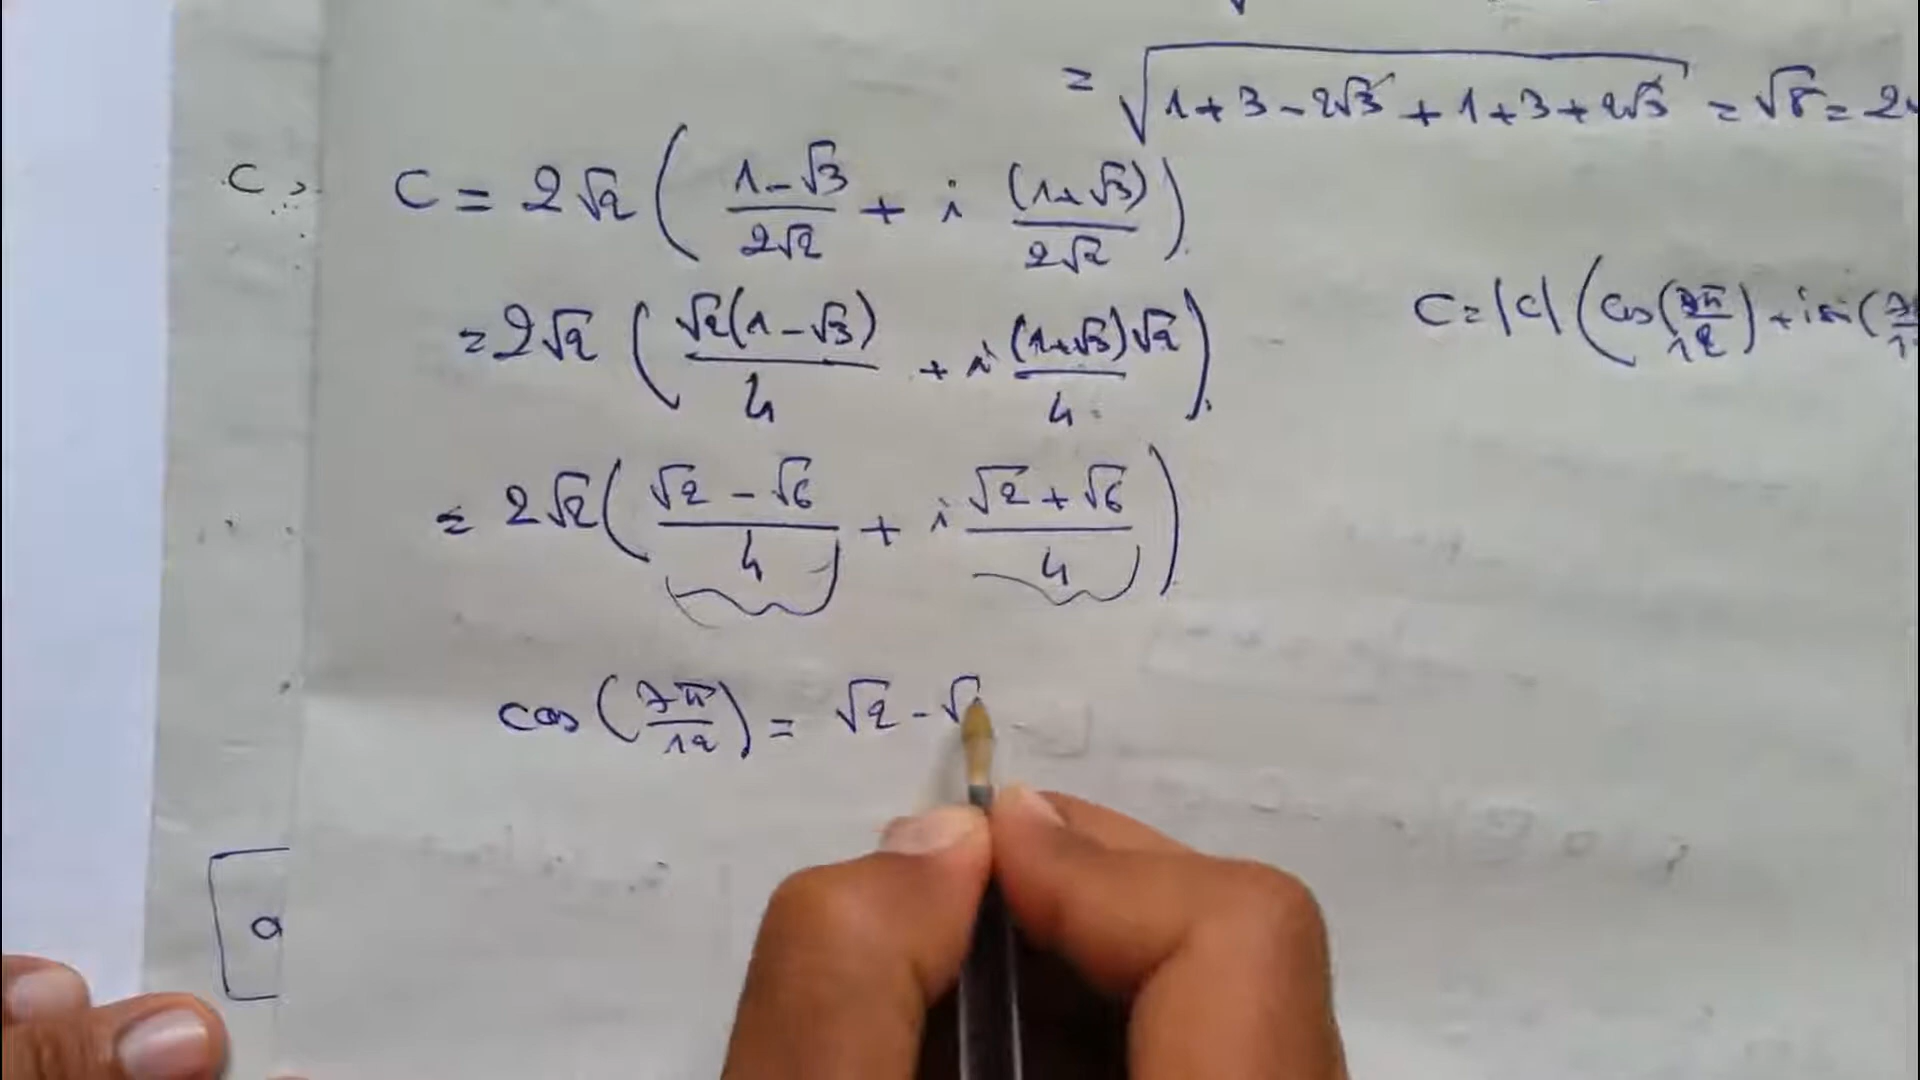 = √(1+3-2√3 + 1+3+2√3) = √8 = 2
C = 2√2 ( (1-√3)/(2√2) + i (1+√3)/(2√2) )
= 2√2 ( √2(1-√3)/4 + i (1+√3)√2/4 )
C = |C| ( cos(7π/12) + i sin(
= 2√2 ( (√2 - √6)/4 + i (√2 + √6)/4 )
cos (7π/12) = √2 - √
a